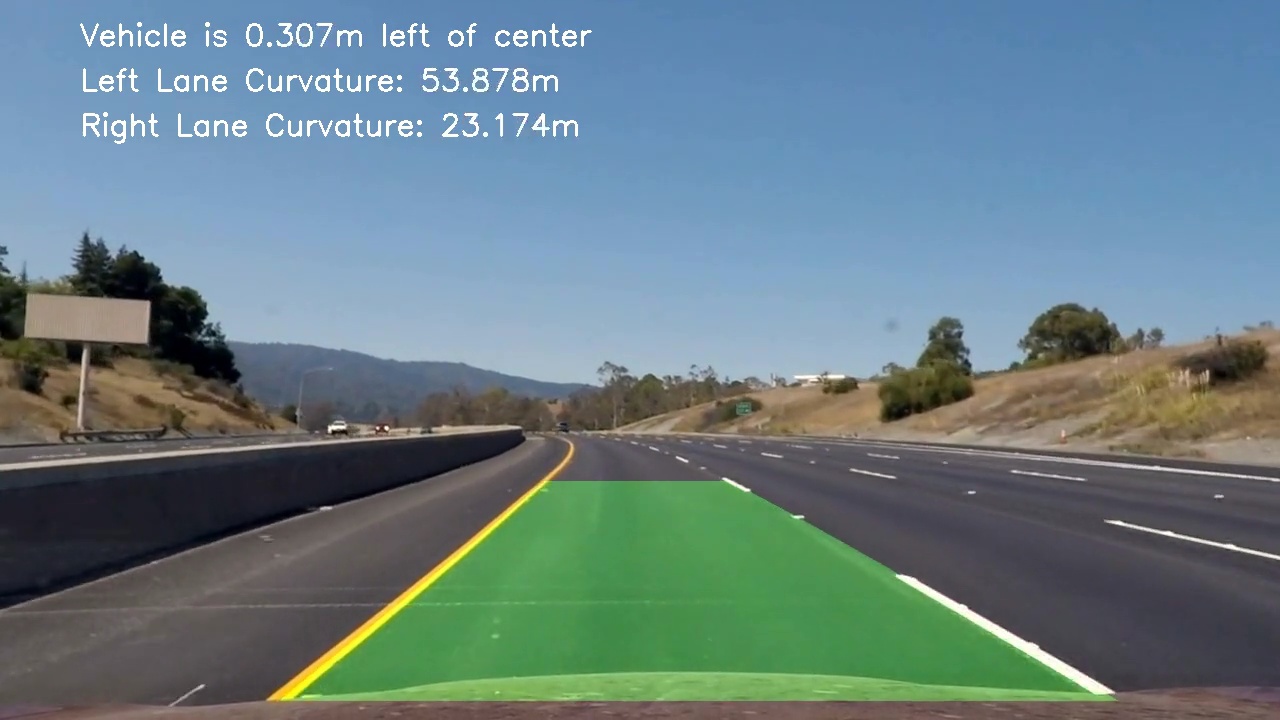 Vehicle is 0.307m left of center
Left Lane Curvature: 53.878m
Right Lane Curvature: 23.174m